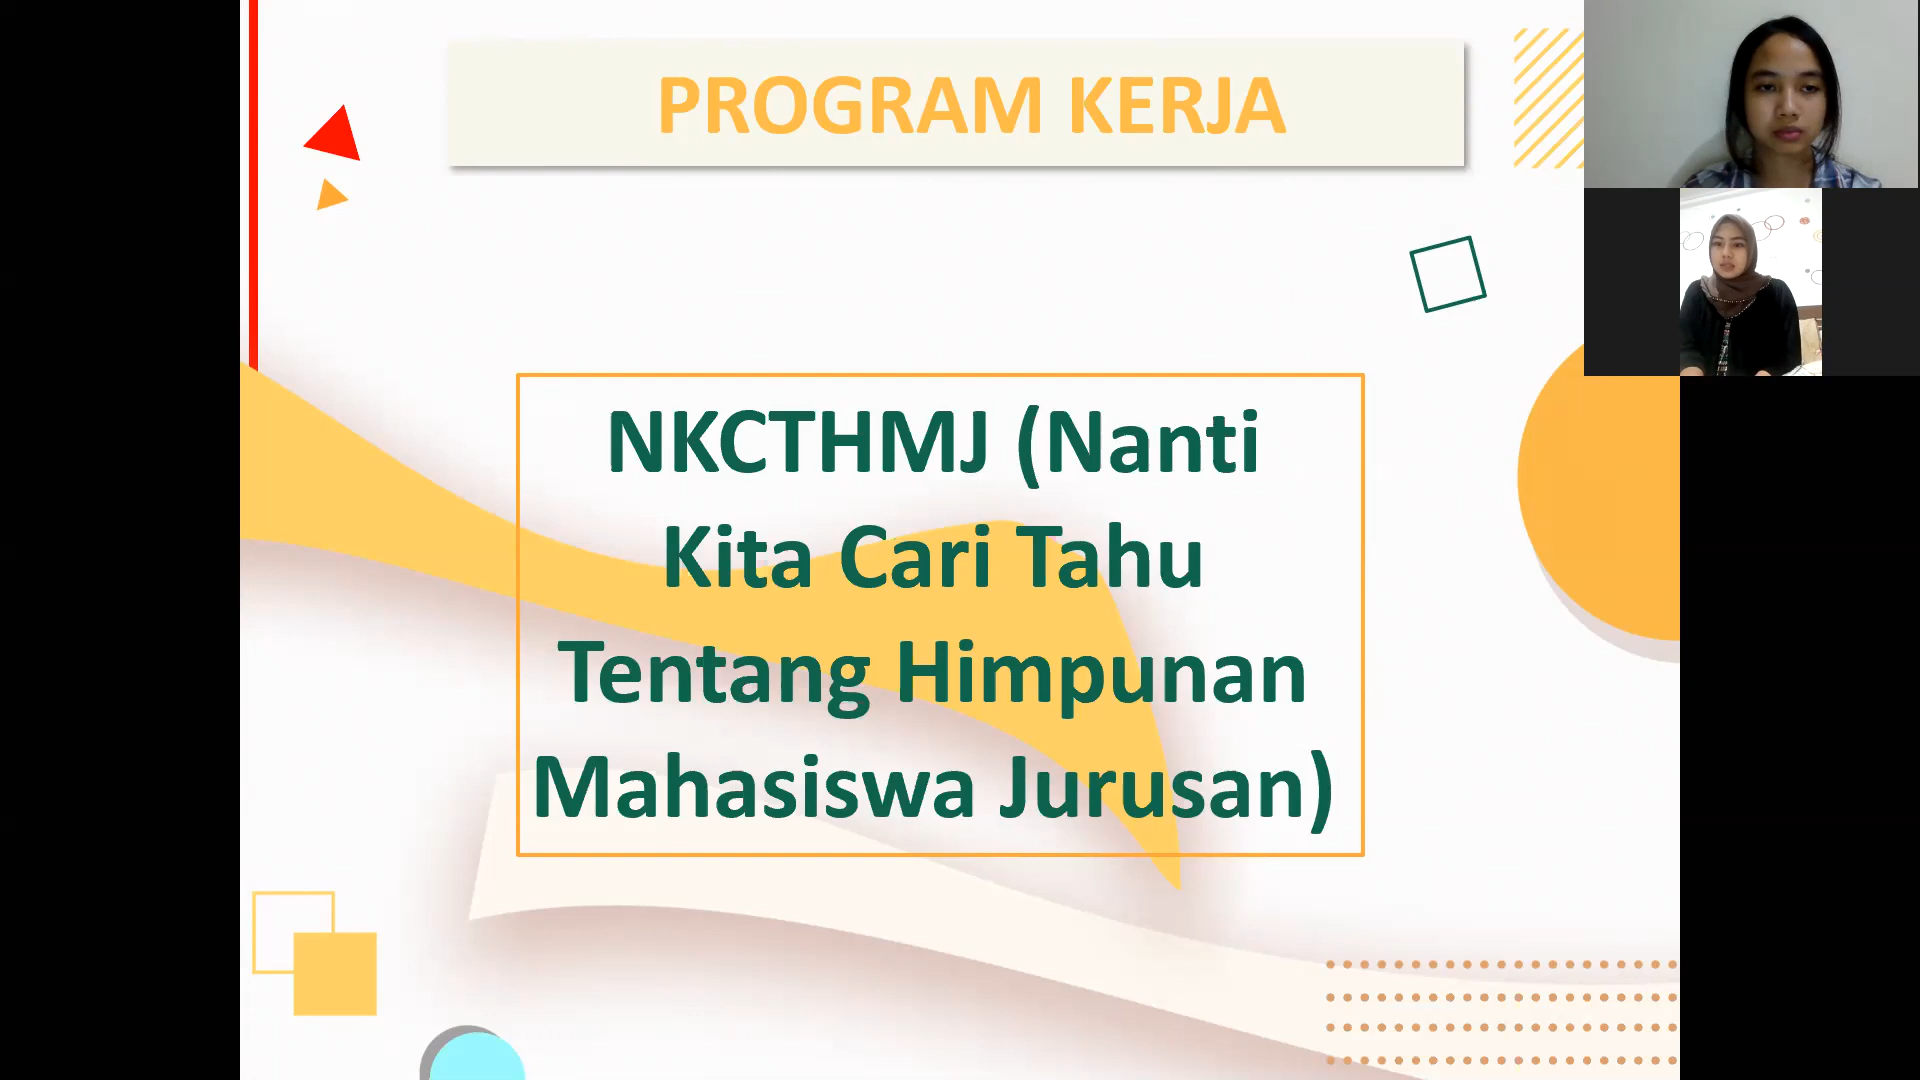 PROGRAM KERJA
NKCTHMJ (Nanti
Kita Cari Tahu
Tentang Himpunan
Mahasiswa Jurusan)